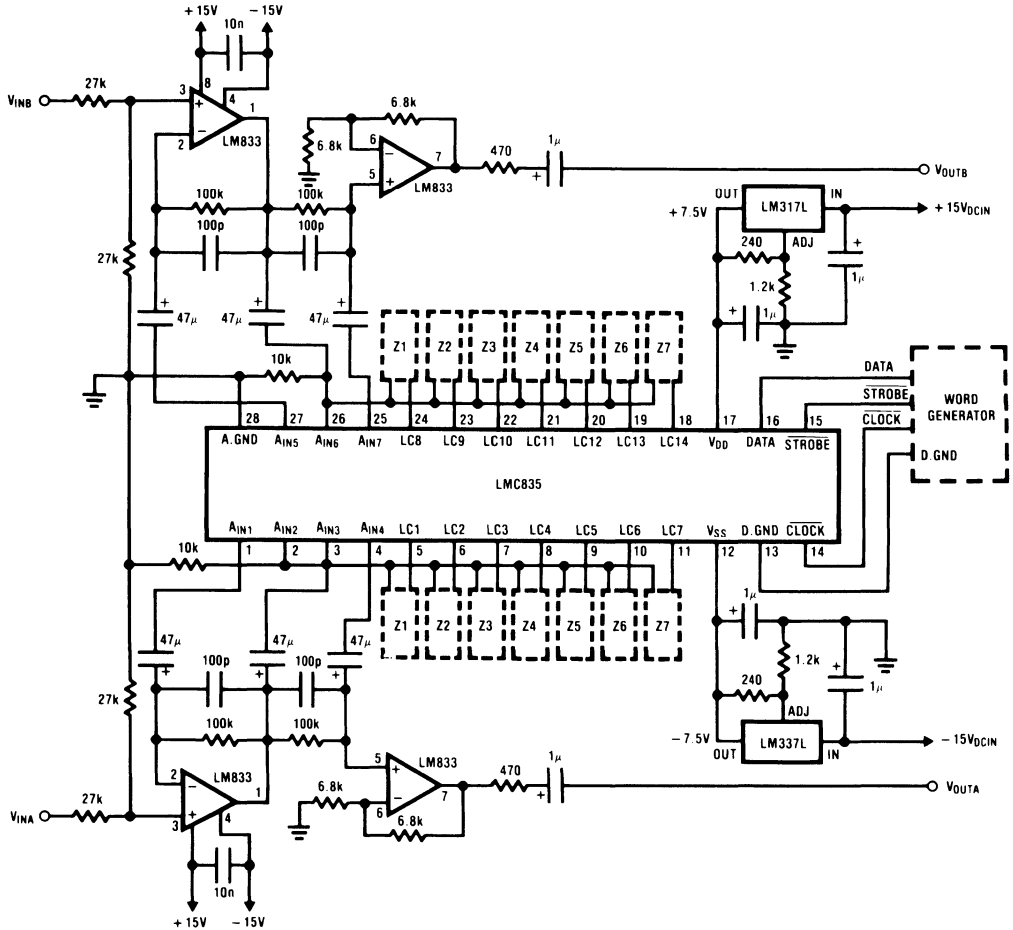 +15V
-15V
10n
27k
VINB
3
8
+
4
1
-
2
LM833
6.8k
6.8k
6
-
7
5
+
LM833
470
1μ
+
VOUTB
OUT
LM317L
IN
+15VDCIN
+7.5V
ADJ
240
1.2k
+
1μ
+
1μ
100k
100k
100p
100p
27k
+
47μ
+
47μ
+
47μ
10k
Z1
Z2
Z3
Z4
Z5
Z6
Z7
DATA
STROBE
CLOCK
D.GND
WORD
GENERATOR
28
27
26
25
24
23
22
21
20
19
18
17
16
15
A.GND
AIN5
AIN6
AIN7
LC8
LC9
LC10
LC11
LC12
LC13
LC14
VDD
DATA
STROBE
LMC835
AIN1
AIN2
AIN3
AIN4
LC1
LC2
LC3
LC4
LC5
LC6
LC7
VSS
D.GND
CLOCK
1
2
3
4
5
6
7
8
9
10
11
12
13
14
10k
Z1
Z2
Z3
Z4
Z5
Z6
Z7
47μ
+
47μ
+
47μ
+
100p
100p
27k
100k
100k
1μ
+
1.2k
240
+
1μ
ADJ
-7.5V
OUT
LM337L
IN
-15VDCIN
LM833
2
-
1
+
3
4
27k
VINA
5
+
LM833
-
6
7
6.8k
6.8k
470
1μ
+
VOUTA
10n
+15V
-15V